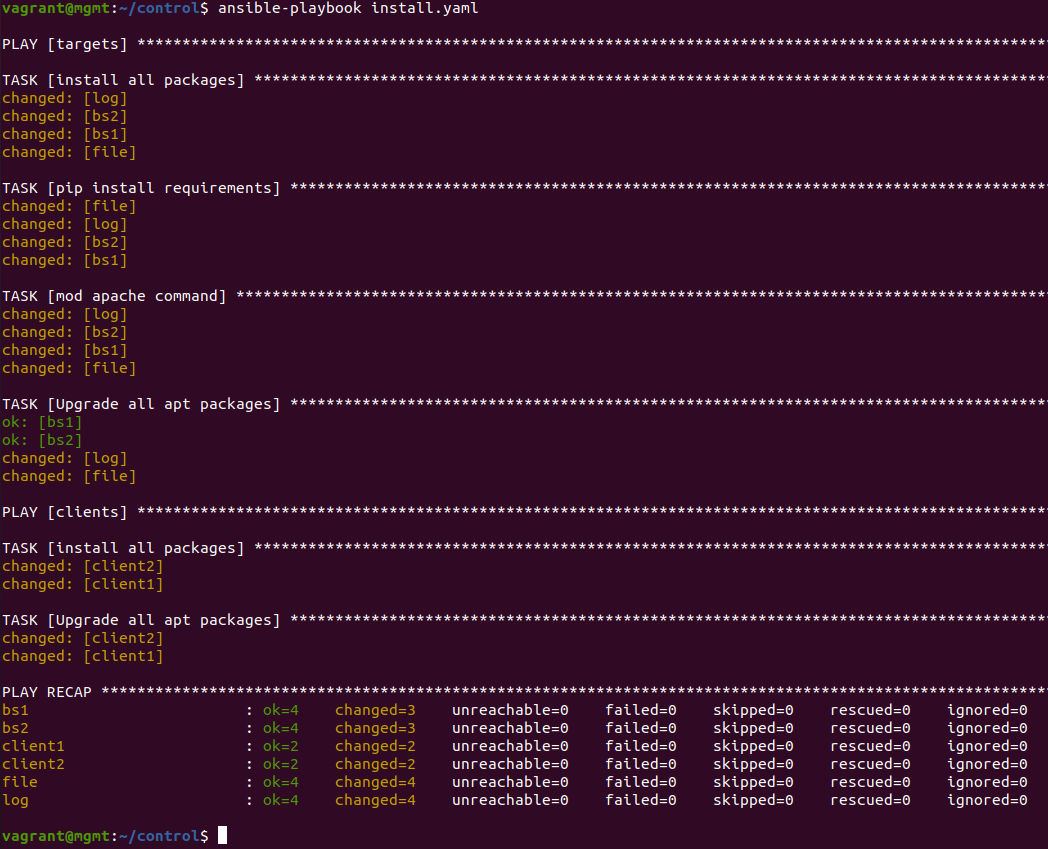 vagrant@mgmt:~/control$ ansible-playbook install.yaml
PLAY [targets] *****************************************************************************************************
TASK [install all packages] ****************************************************************************************
changed: [log]
changed: [bs2]
changed: [bs1]
changed: [file]
TASK [pip install requirements] ************************************************************************************
changed: [file]
changed: [log]
changed: [bs2]
changed: [bs1]
TASK [mod apache command] ******************************************************************************************
changed: [log]
changed: [bs2]
changed: [bs1]
changed: [file]
TASK [Upgrade all apt packages] ************************************************************************************
ok: [bs1]
ok: [bs2]
changed: [log]
changed: [file]
PLAY [clients] *****************************************************************************************************
TASK [install all packages] ****************************************************************************************
changed: [client2]
changed: [client1]
TASK [Upgrade all apt packages] ************************************************************************************
changed: [client2]
changed: [client1]
PLAY RECAP *********************************************************************************************************
bs1                        : ok=4    changed=3    unreachable=0    failed=0    skipped=0    rescued=0    ignored=0
bs2                        : ok=4    changed=3    unreachable=0    failed=0    skipped=0    rescued=0    ignored=0
client1                    : ok=2    changed=2    unreachable=0    failed=0    skipped=0    rescued=0    ignored=0
client2                    : ok=2    changed=2    unreachable=0    failed=0    skipped=0    rescued=0    ignored=0
file                       : ok=4    changed=4    unreachable=0    failed=0    skipped=0    rescued=0    ignored=0
log                        : ok=4    changed=4    unreachable=0    failed=0    skipped=0    rescued=0    ignored=0
vagrant@mgmt:~/control$